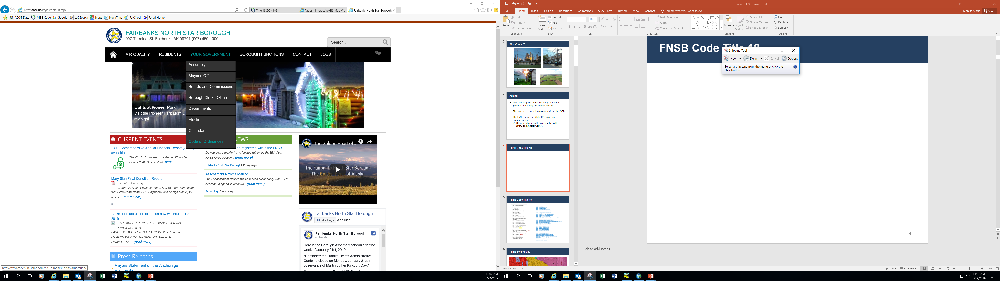 http://fnsb.us/Pages/default.aspx
Title 18 ZONING
Pages - Interactive GIS Map Vi...
Fairbanks North Star Borough
ADOT Data
FNSB Code
Google
LLC Search
Maps
NovaTime
PayCheck
Portal Home
FAIRBANKS NORTH STAR BOROUGH
907 Terminal St. Fairbanks AK 99701 (907) 459-1000
Search...
AIR QUALITY
RESIDENTS
YOUR GOVERNMENT
BOROUGH FUNCTIONS
CONTACT
JOBS
Sign In
Assembly
Mayor's Office
Boards and Commissions
Borough Clerks Office
Departments
Elections
Calendar
Code of Ordinances
Lights at Pioneer Park
Visit the Pioneer Park Light Di
midnight
CURRENT EVENTS
FY18 Comprehensive Annual Financial Report
available
The FY18 Comprehensive Annual Financial
Report (CAFR) is available here
Mary Siah Final Condition Report
Executive Summary
In June 2017 the Fairbanks North Star Borough contracted
with Bettisworth North, PDC Engineers, and Design Alaska, to
assess... (read more)
Parks and Recreation to launch new website on 1-2-
2019
FOR IMMEDIATE RELEASE - PUBLIC SERVICE
ANNOUNCEMENT
SAVE THE DATE FOR THE LAUNCH OF THE NEW
FNSB PARKS AND RECREATION WEBSITE
Fairbanks, AK,... (read more)
Press Releases
Mayors Statement on the Anchorage
Earthquake
http://www.codepublishing.com/AK/FairbanksNorthStarBorough/
NEWS
Mobile Homes must be registered within the FNSB
Do you own a mobile home located within the FNSB? If so,
FNSB Code Section... (read more)
Fairbanks North Star Borough | 11 days ago
Assessment Notices Mailing
2019 Assessment Notices will be mailed out January 29th. The
deadline to appeal is 30-days... (read more)
Assessing | 3 weeks ago
The Golden Heart of...
The Fairbanks North Star Borough
The Golden Heart of Alaska
Fairbanks North Star Borough
Like Page
3.4K likes
Fairbanks North Star Borough
on Monday
Here is the Borough Assembly schedule for the
week of January 21st, 2019:
*Reminder: the Juanita Helms Administrative
Center is closed on Monday, January 21st in
observance of Martin Luther King, Jr. Day.*
Thursday, January 24th, 2019: Regular
11:07 AM
1/22/2019
Tourism_2019 - PowerPoint
File
Home
Insert
Design
Transitions
Animations
Slide Show
Review
View
Acrobat
Tell me what you want to do...
Manish Singh
Share
Paste
Cut
Copy
Format Painter
Clipboard
New
Slide
Layout
Reset
Section
Slides
18
Font
Text Direction
Align Text
Convert to SmartArt
Paragraph
Arrange
Quick
Styles
Shape Fill
Shape Outline
Shape Effects
Drawing
Find
Replace
Select
Editing
2
Why Zoning?
3
Zoning
• Tool used to guide land use in a way that protects
public health, safety, and general welfare
• The state has conveyed zoning authority to the FNSB
• The FNSB zoning code (Title 18) groups and
separates uses.
✓ Other regulations addressing public health,
safety, and general welfare.
4
FNSB Code Title 18
5
FNSB Code Title 18
6
FNSB Zoning Map
FNSB Code Title 18
Snipping Tool
New
Delay
Cancel
Options
Select a snip type from the menu or click the
New button.
4
Click to add notes
Slide 4 of 46
Notes
Comments
120%
11:07 AM
1/22/2019